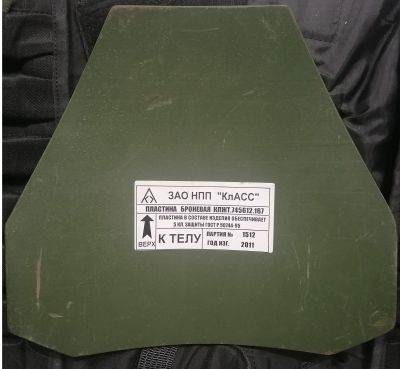 ЗАО НПП "КлАСС"
ПЛАСТИНА БРОНЕВАЯ КЛЖТ.745612.167
ПЛАСТИНА В СОСТАВЕ ИЗДЕЛИЯ ОБЕСПЕЧИВАЕТ
5 КЛ. ЗАЩИТЫ ГОСТ Р 50744-95
ВЕРХ
К ТЕЛУ
ПАРТИЯ № 1512
ГОД ИЗГ. 2011